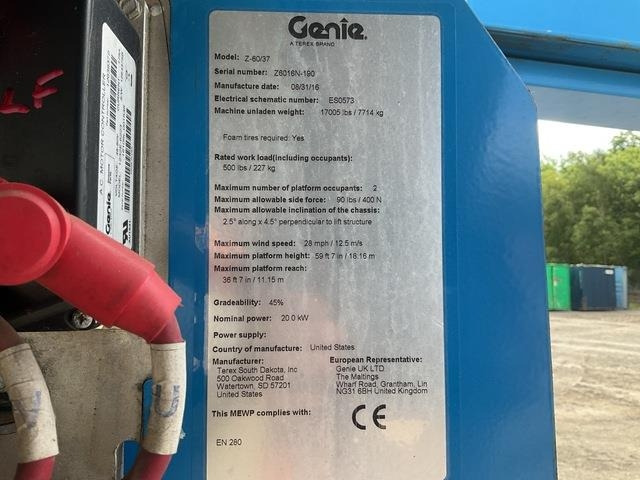 Genie
A TEREX BRAND
Model: Z-60/37
Serial number: Z6016N-190
Manufacture date: 08/31/16
Electrical schematic number: ES0573
Machine unladen weight: 17005 lbs / 7714 kg
Foam tires required: Yes
Rated work load(including occupants):
500 lbs / 227 kg
Maximum number of platform occupants: 2
Maximum allowable side force: 90 lbs / 400 N
Maximum allowable inclination of the chassis:
2.5° along x 4.5° perpendicular to lift structure
Maximum wind speed: 28 mph / 12.5 m/s
Maximum platform height: 59 ft 7 in / 18.16 m
Maximum platform reach:
36 ft 7 in / 11.15 m
Gradeability: 45%
Nominal power: 20.0 kW
Power supply:
Country of manufacture: United States
Manufacturer:
Terex South Dakota, Inc
500 Oakwood Road
Watertown, SD 57201
United States
European Representative:
Genie UK LTD
The Maltings
Wharf Road, Grantham, Lin
NG31 6BH United Kingdom
This MEWP complies with:
CE
EN 280
LF
Genie
AC MOTOR CONTROLLER